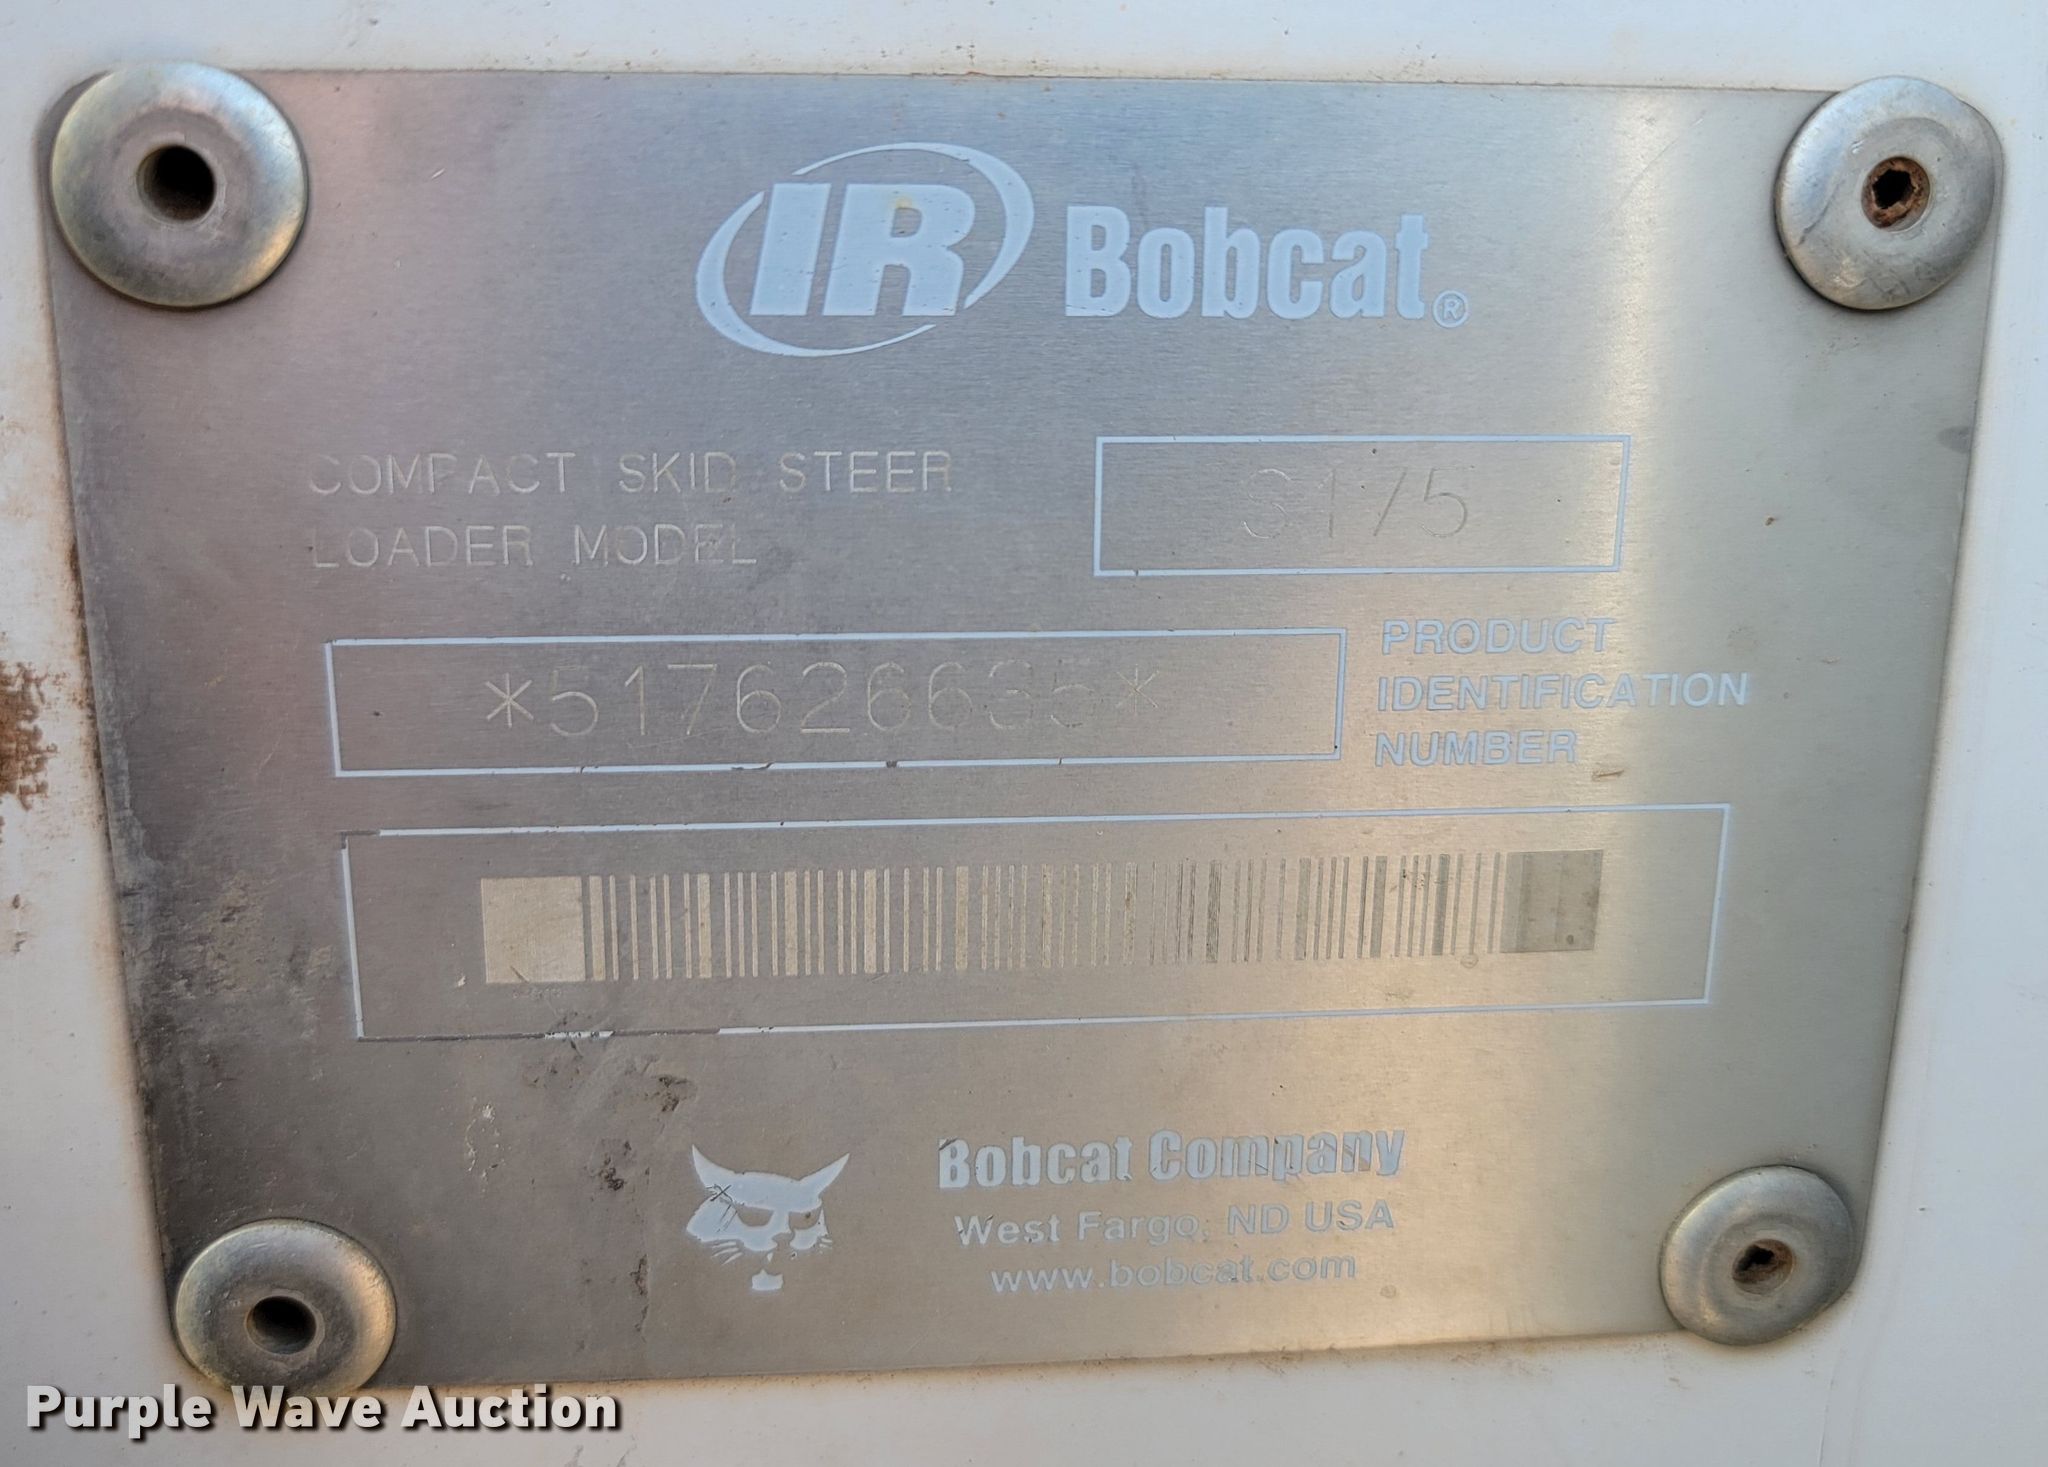 IR Bobcat®
COMPACT SKID STEER
LOADER MODEL
S175
*517626635*
PRODUCT
IDENTIFICATION
NUMBER
Bobcat Company
West Fargo, ND USA
www.bobcat.com
Purple Wave Auction